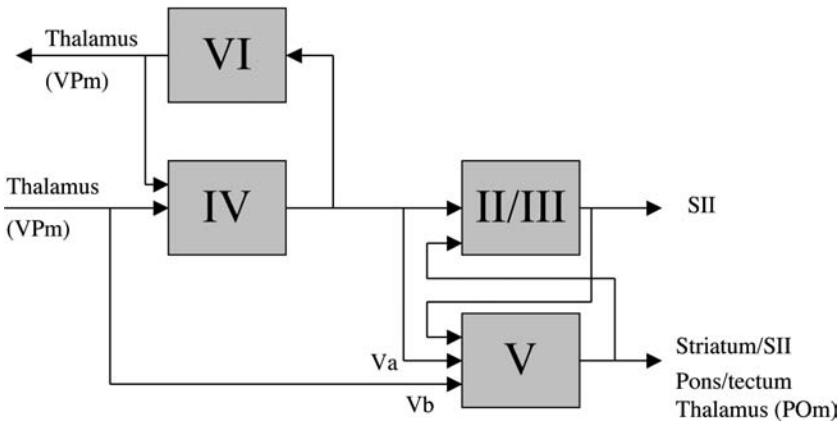 Thalamus
(VPm)
VI
Thalamus
(VPm)
IV
II/III
SII
Va
Vb
V
Striatum/SII
Pons/tectum
Thalamus (POm)